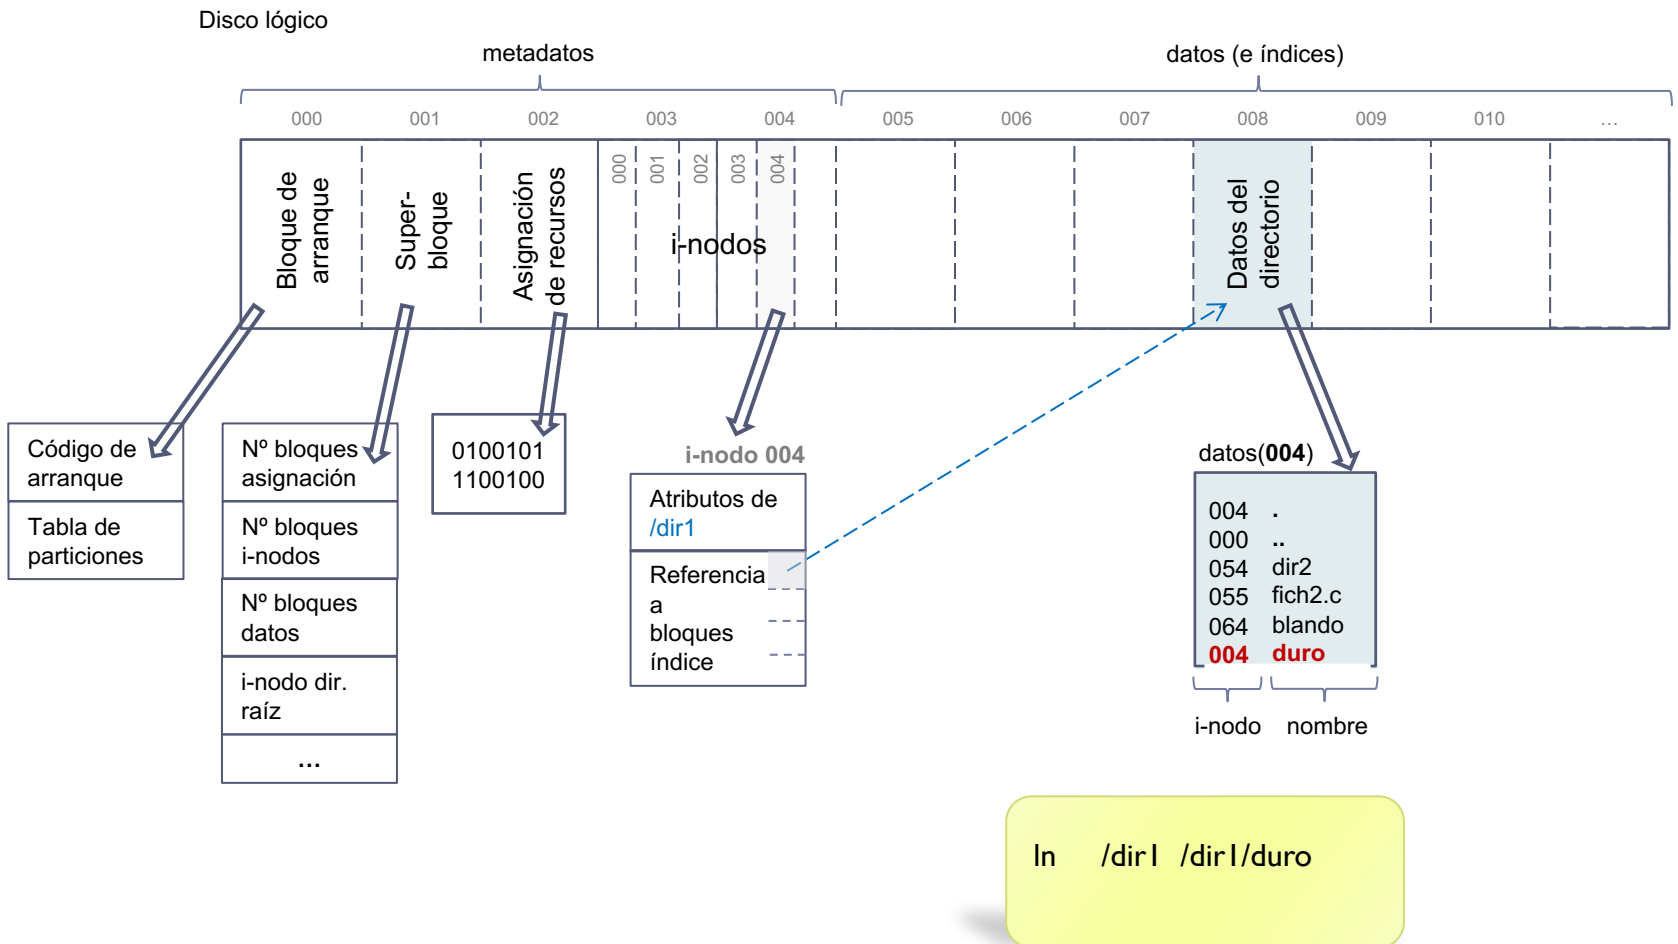 Disco lógico
metadatos
datos (e índices)
000 001 002 003 004 005 006 007 008 009 010 ...
Bloque de
arranque
Super-
bloque
Asignación
de recursos
000 001 002 003 004
i-nodos
Datos del
directorio
Código de
arranque
Tabla de
particiones
Nº bloques
asignación
Nº bloques
i-nodos
Nº bloques
datos
i-nodo dir.
raíz
...
0100101
1100100
i-nodo 004
Atributos de
/dir1
Referencia
a
bloques
índice
datos(004)
004 .
000 ..
054 dir2
055 fich2.c
064 blando
004 duro
i-nodo nombre
ln /dir1 /dir1/duro